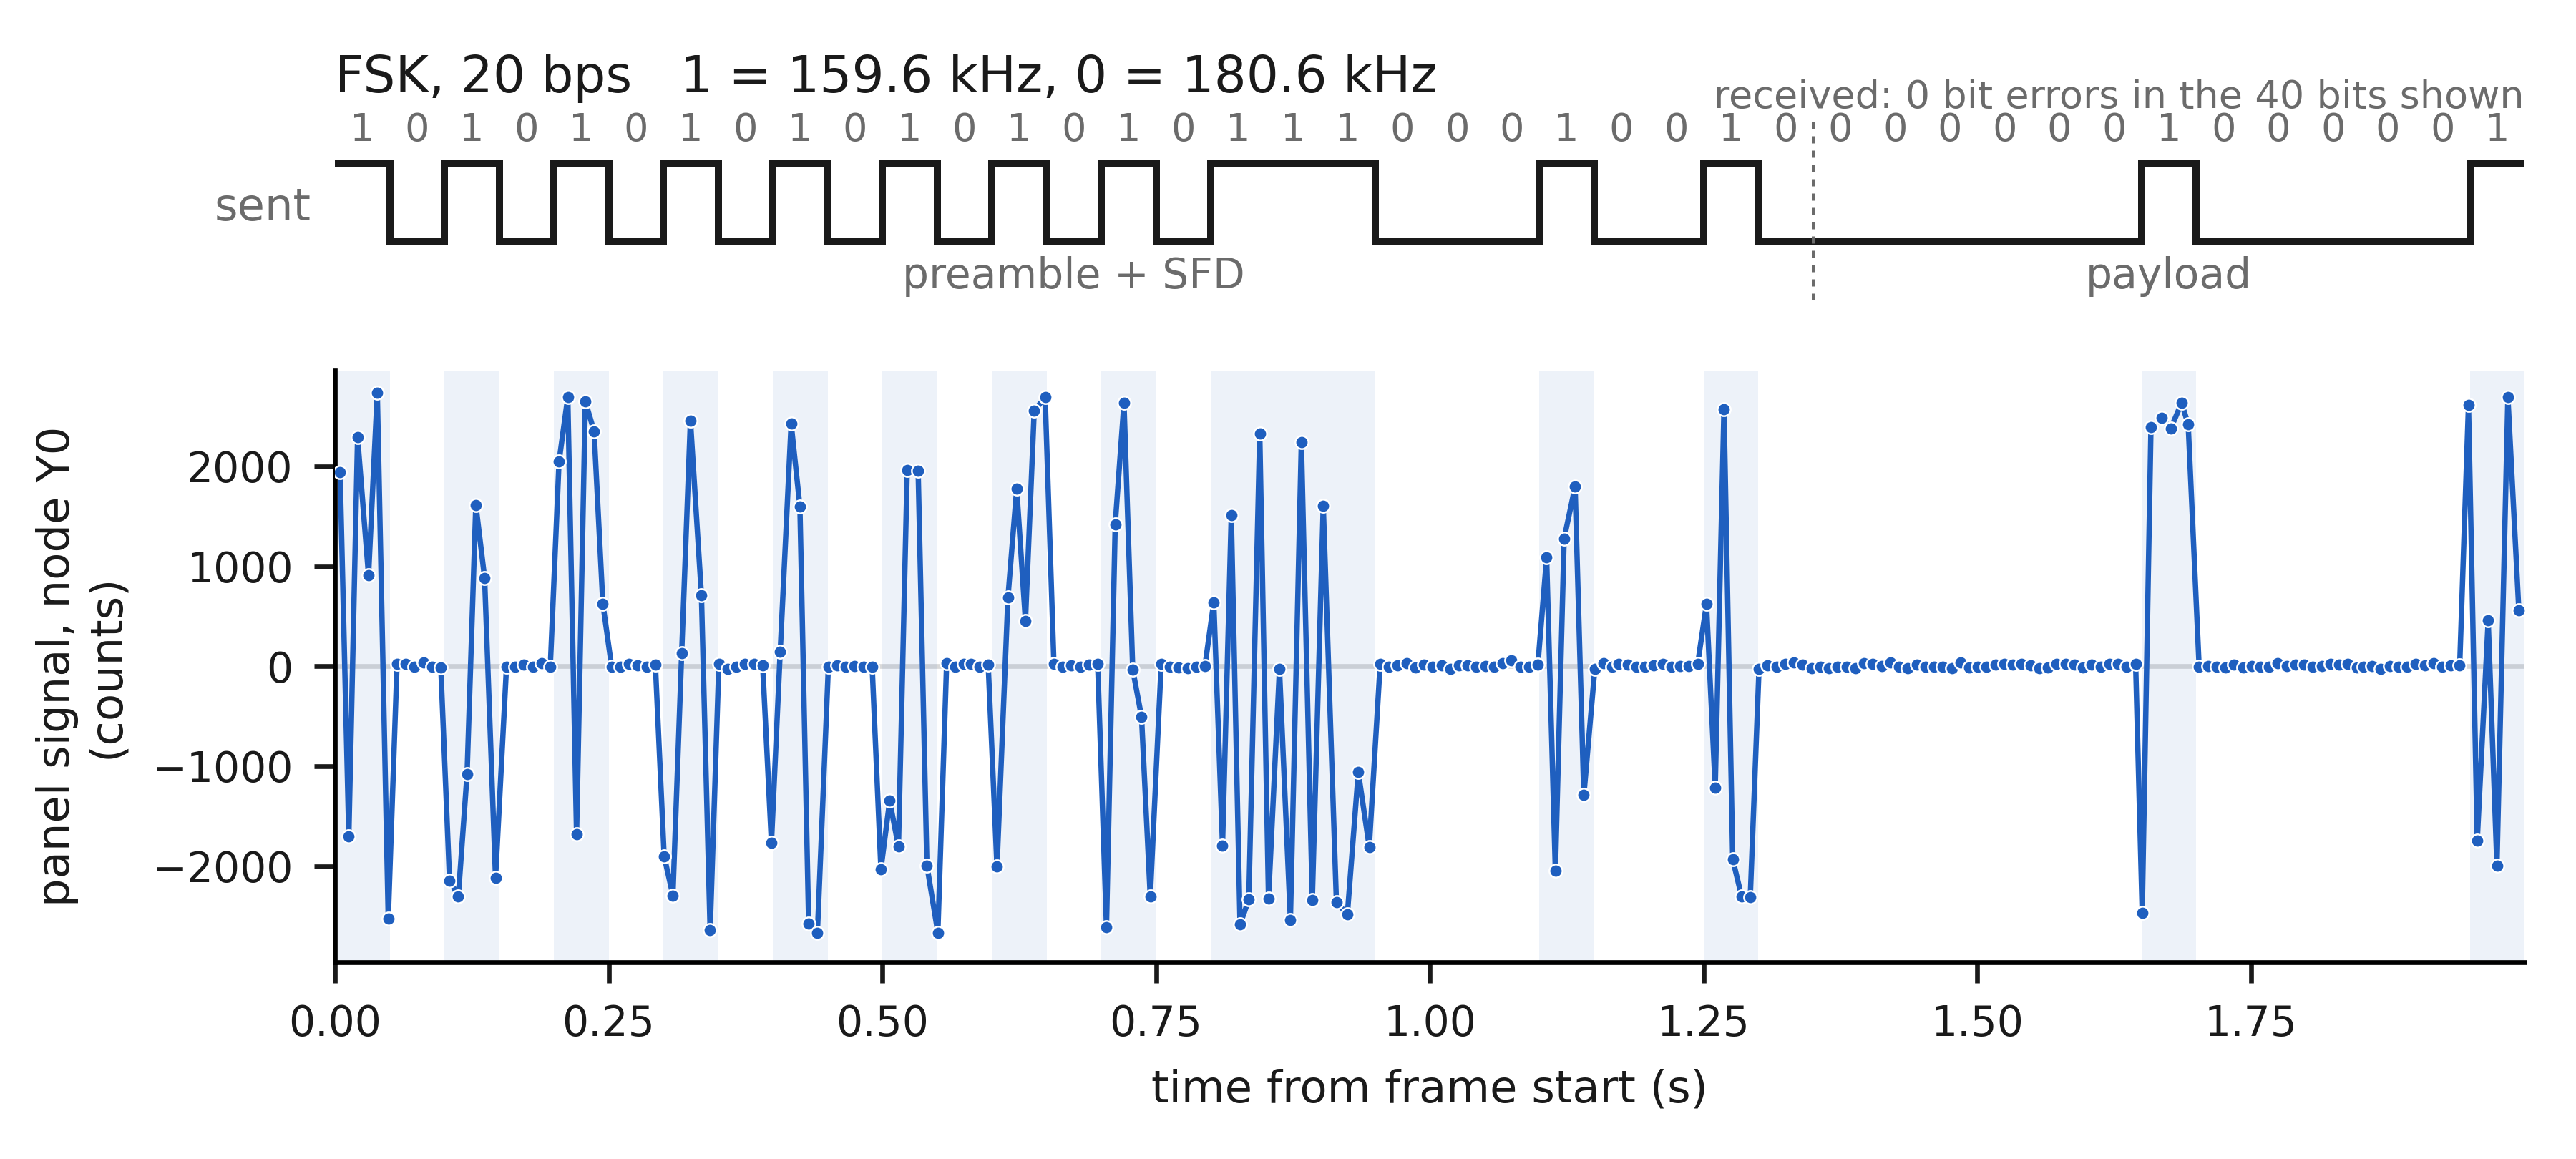 FSK, 20 bps   1 = 159.6 kHz, 0 = 180.6 kHz
received: 0 bit errors in the 40 bits shown
1 0 1 0 1 0 1 0 1 0 1 0 1 0 1 0 1 1 1 0 0 0 1 0 0 1 0 0 0 0 0 0 0 1 0 0 0 0 0 1
sent
preamble + SFD
payload
panel signal, node Y0
(counts)
2000
1000
0
−1000
−2000
0.00 0.25 0.50 0.75 1.00 1.25 1.50 1.75
time from frame start (s)